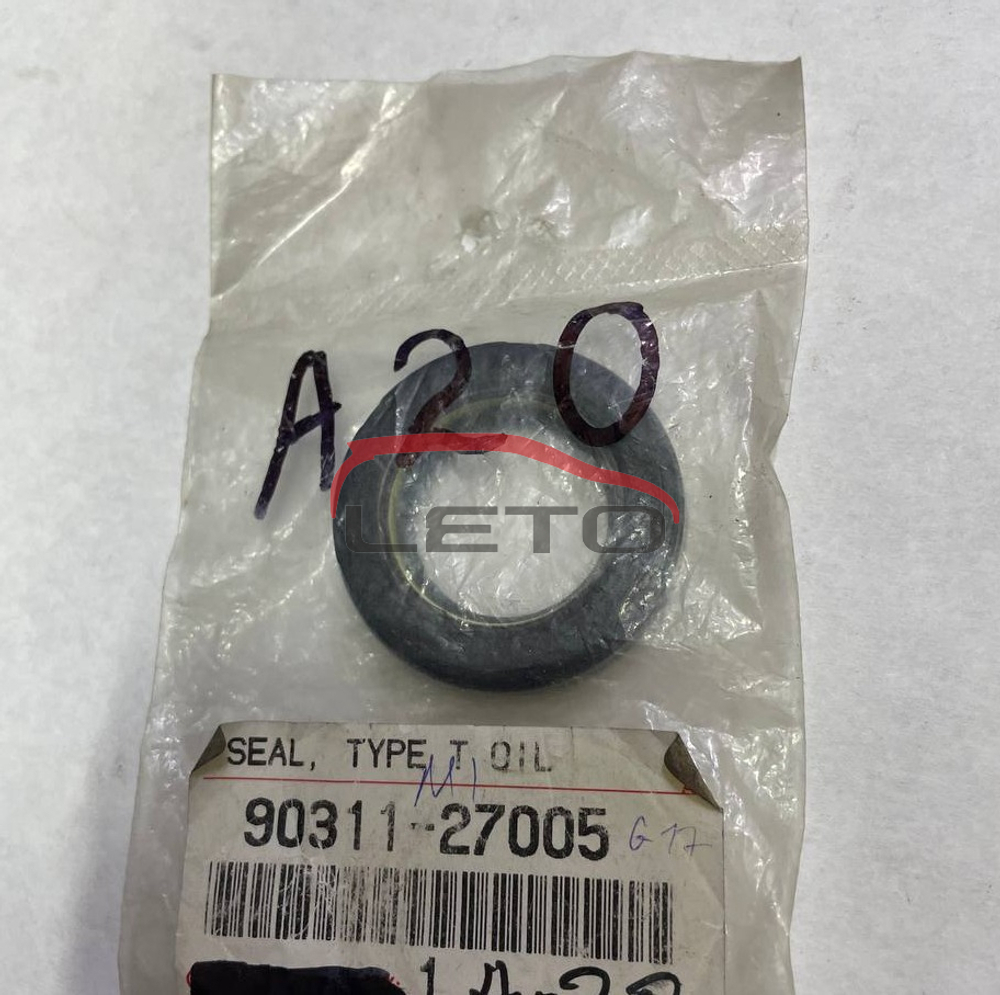 A20
LETO
SEAL, TYPE T OIL
M1
90311-27005 G17